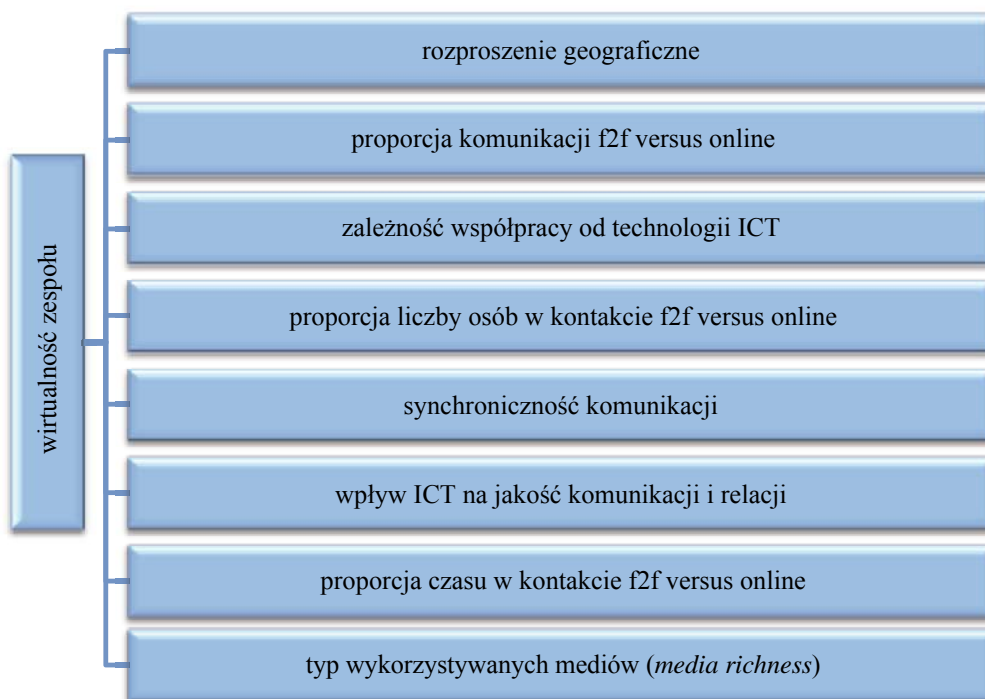 wirtualność zespołu
rozproszenie geograficzne
proporcja komunikacji f2f versus online
zależność współpracy od technologii ICT
proporcja liczby osób w kontakcie f2f versus online
synchroniczność komunikacji
wpływ ICT na jakość komunikacji i relacji
proporcja czasu w kontakcie f2f versus online
typ wykorzystywanych mediów (media richness)